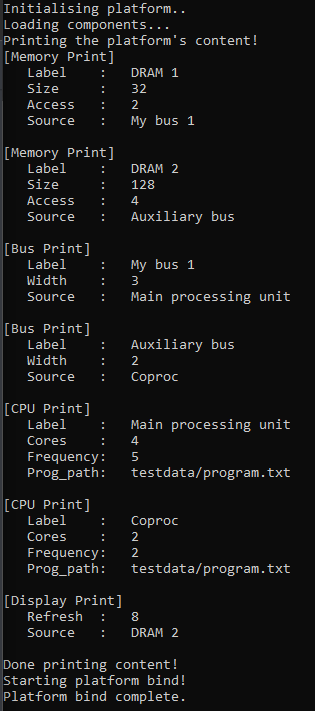 Initialising platform..
Loading components...
Printing the platform's content!
[Memory Print]
   Label    :   DRAM 1
   Size     :   32
   Access   :   2
   Source   :   My bus 1

[Memory Print]
   Label    :   DRAM 2
   Size     :   128
   Access   :   4
   Source   :   Auxiliary bus

[Bus Print]
   Label    :   My bus 1
   Width    :   3
   Source   :   Main processing unit

[Bus Print]
   Label    :   Auxiliary bus
   Width    :   2
   Source   :   Coproc

[CPU Print]
   Label    :   Main processing unit
   Cores    :   4
   Frequency:   5
   Prog_path:   testdata/program.txt

[CPU Print]
   Label    :   Coproc
   Cores    :   2
   Frequency:   2
   Prog_path:   testdata/program.txt

[Display Print]
   Refresh  :   8
   Source   :   DRAM 2

Done printing content!
Starting platform bind!
Platform bind complete.